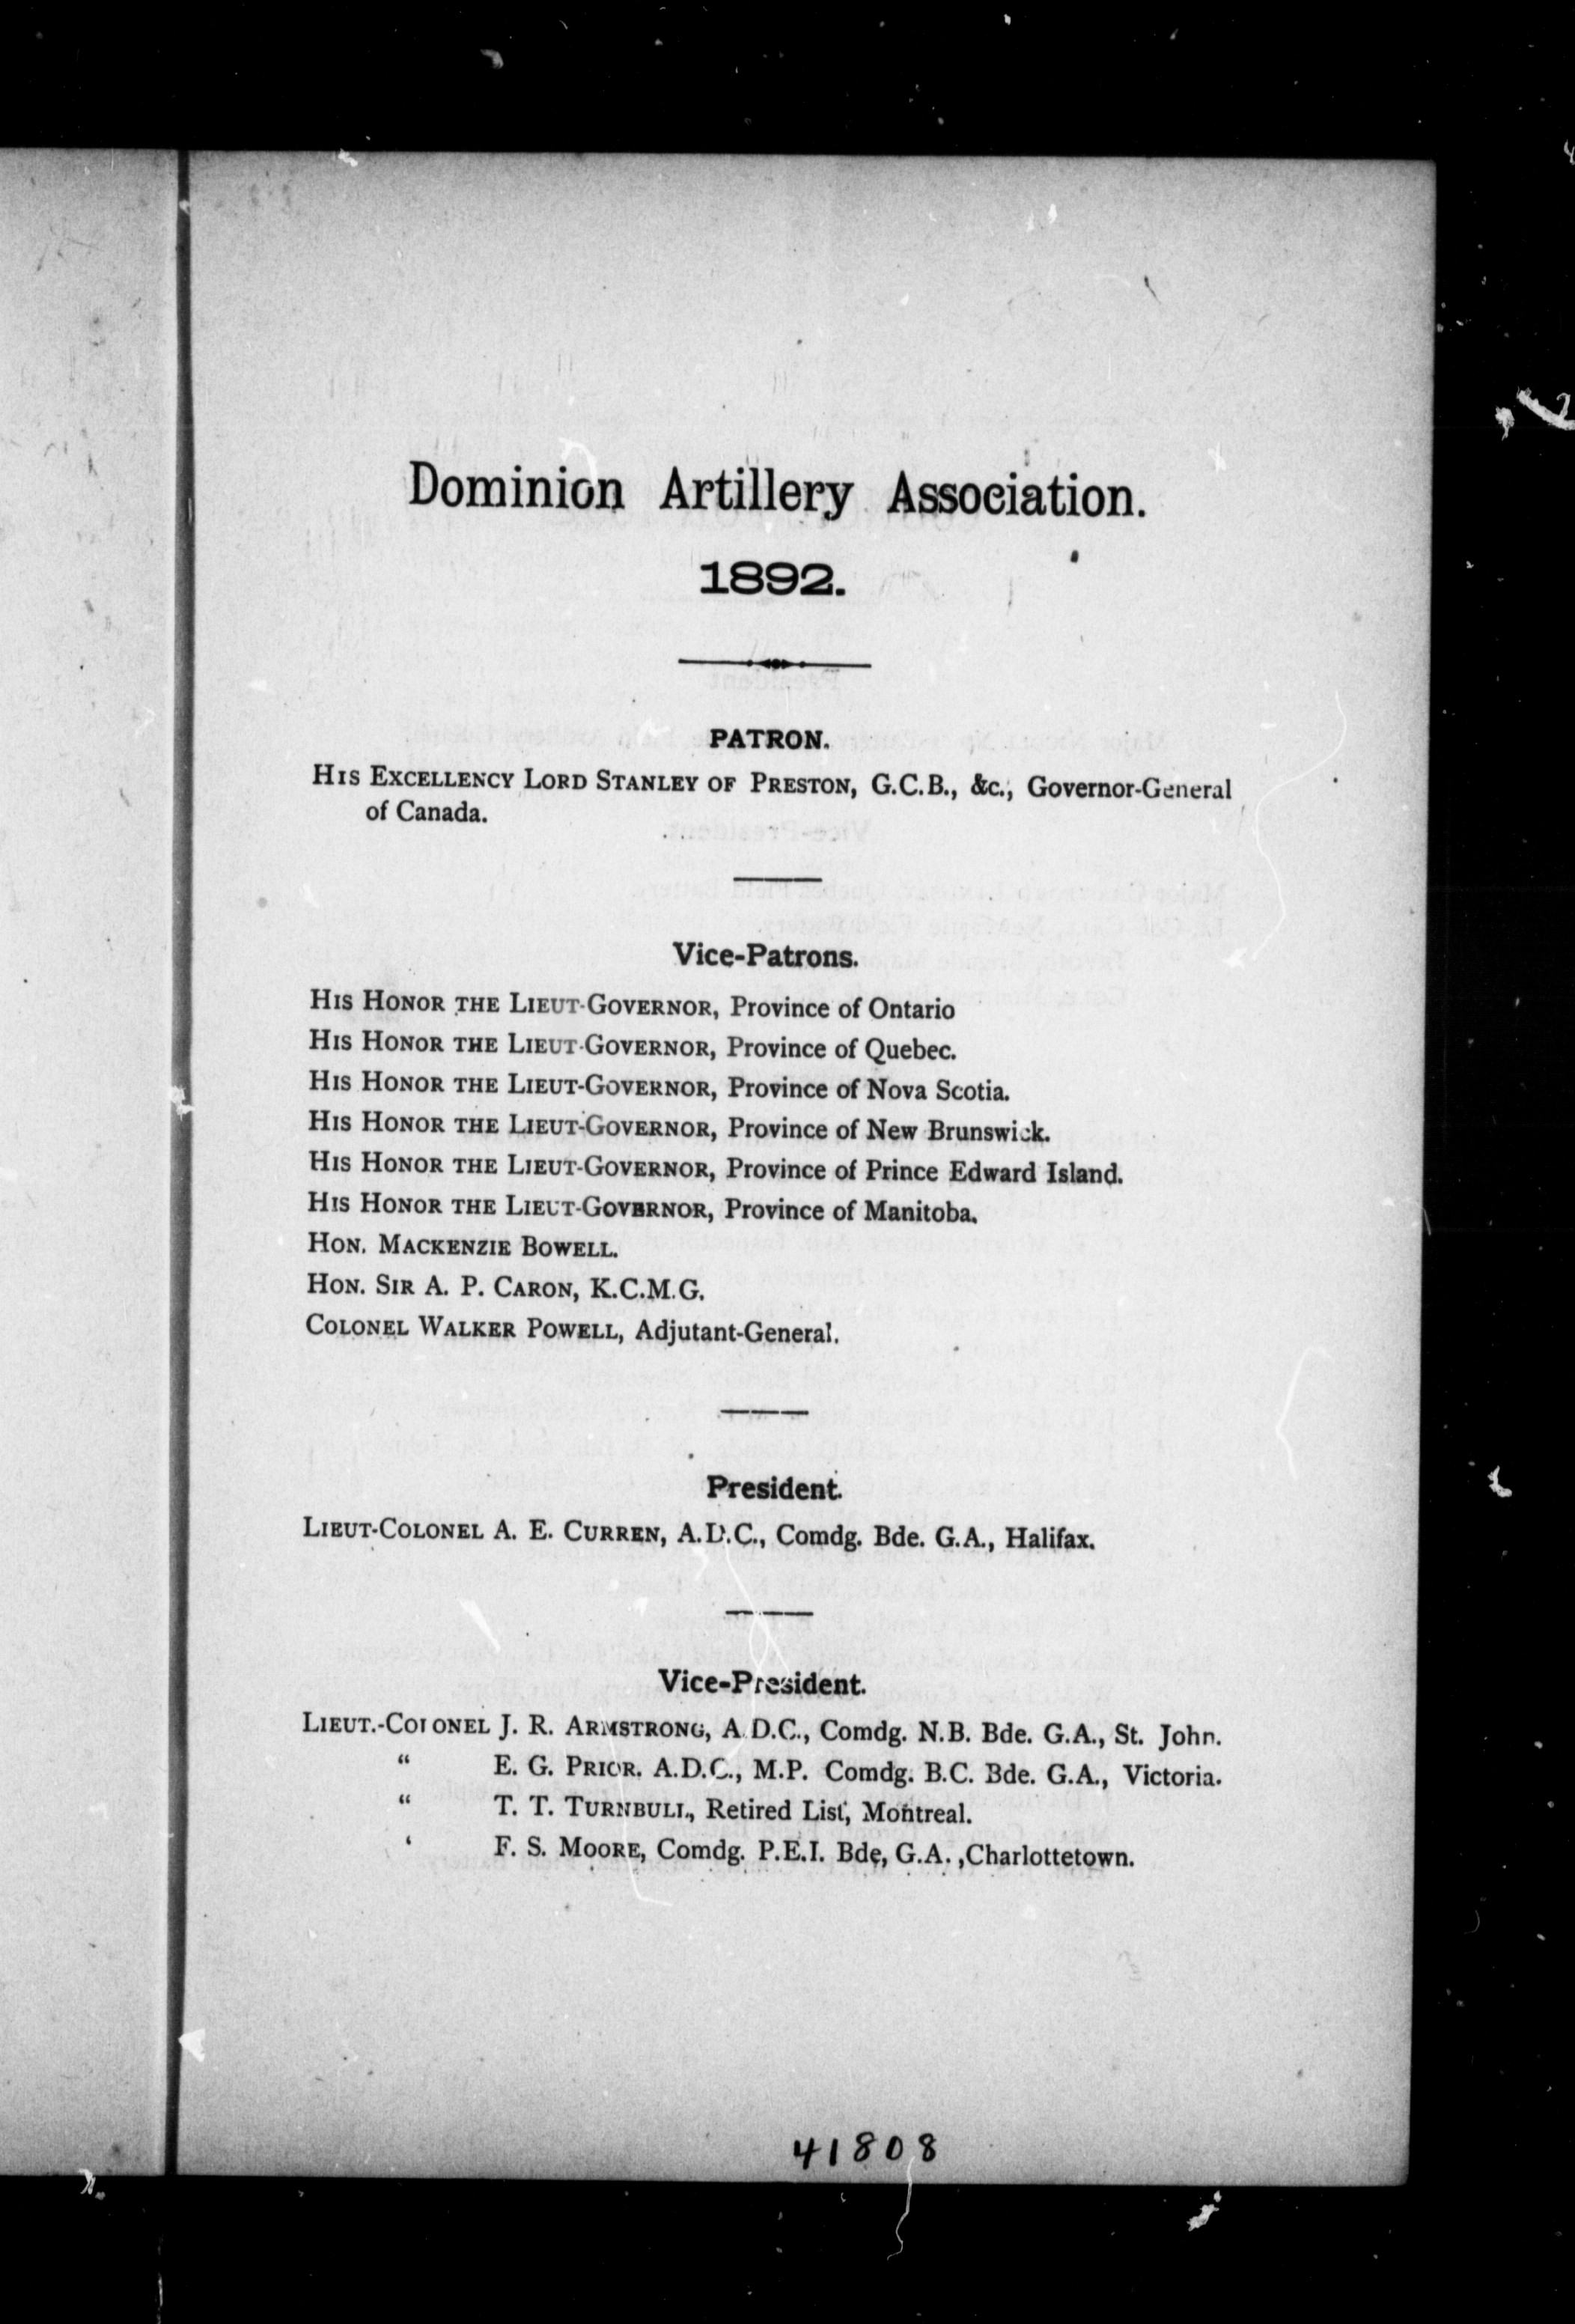 Dominion Artillery Association.
1892.
PATRON.
HIS EXCELLENCY LORD STANLEY OF PRESTON, G.C.B., &c., Governor-General
of Canada.
Vice-Patrons.
HIS HONOR THE LIEUT-GOVERNOR, Province of Ontario
HIS HONOR THE LIEUT-GOVERNOR, Province of Quebec.
HIS HONOR THE LIEUT-GOVERNOR, Province of Nova Scotia.
HIS HONOR THE LIEUT-GOVERNOR, Province of New Brunswick.
HIS HONOR THE LIEUT-GOVERNOR, Province of Prince Edward Island.
HIS HONOR THE LIEUT-GOVERNOR, Province of Manitoba.
HON. MACKENZIE BOWELL.
HON. SIR A. P. CARON, K.C.M.G.
COLONEL WALKER POWELL, Adjutant-General.
President.
LIEUT-COLONEL A. E. CURREN, A.D.C., Comdg. Bde. G.A., Halifax.
Vice-President.
LIEUT.-COLONEL J. R. ARMSTRONG, A.D.C., Comdg. N.B. Bde. G.A., St. John.
“ E. G. PRIOR. A.D.C., M.P. Comdg. B.C. Bde. G.A., Victoria.
“ T. T. TURNBULL, Retired List, Montreal.
‘ F. S. MOORE, Comdg. P.E.I. Bde, G.A. ,Charlottetown.
41808